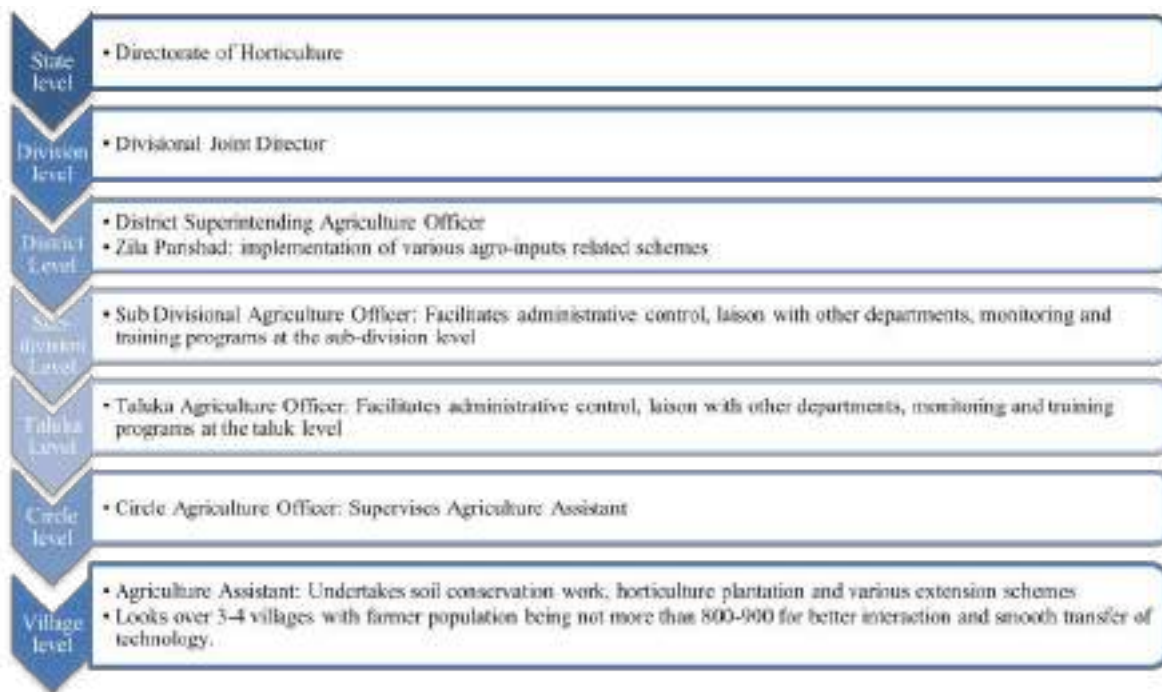 State
level
• Directorate of Horticulture
Division
level
• Divisional Joint Director
District
Level
• District Superintending Agriculture Officer
• Zila Parishad: implementation of various agro-inputs related schemes
Sub-
division
Level
• Sub Divisional Agriculture Officer: Facilitates administrative control, laison with other departments, monitoring and
training programs at the sub-division level
Taluka
Level
• Taluka Agriculture Officer: Facilitates administrative control, laison with other departments, monitoring and training
programs at the taluk level
Circle
level
• Circle Agriculture Officer: Supervises Agriculture Assistant
Village
level
• Agriculture Assistant: Undertakes soil conservation work, horticulture plantation and various extension schemes
• Looks over 3-4 villages with farmer population being not more than 800-900 for better interaction and smooth transfer of
technology.